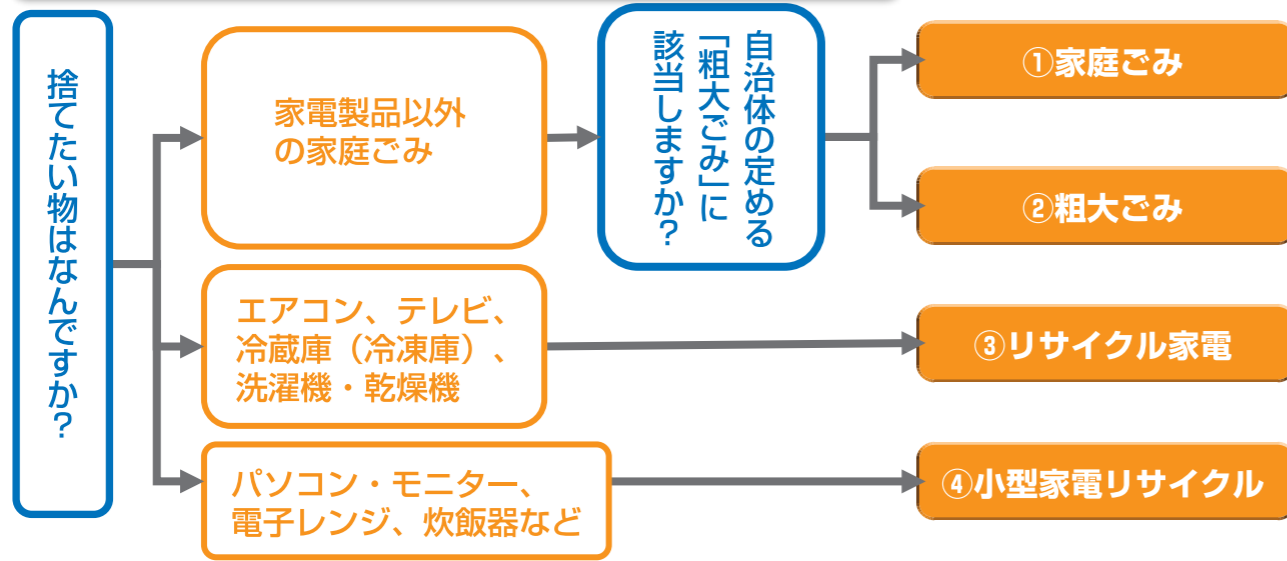 捨てたい物はなんですか？
家電製品以外
の家庭ごみ
自治体の定める
「粗大ごみ」に
該当しますか？
①家庭ごみ
②粗大ごみ
エアコン、テレビ、
冷蔵庫（冷凍庫）、
洗濯機・乾燥機
③リサイクル家電
パソコン・モニター、
電子レンジ、炊飯器など
④小型家電リサイクル